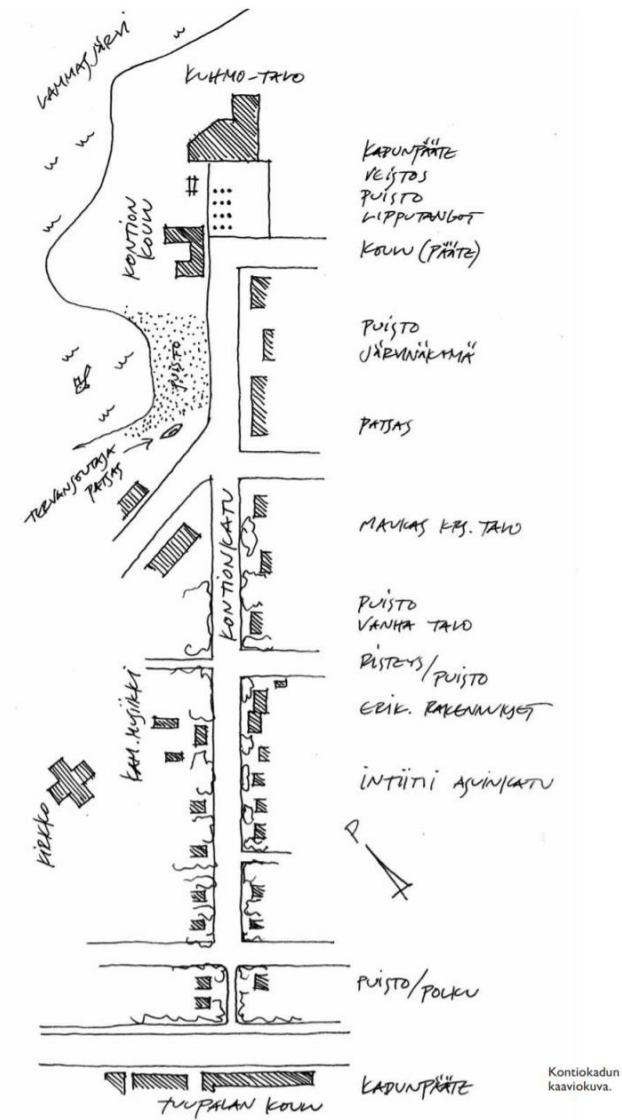 LAMMASJÄRVI
KUHMO-TALO
KADUNPÄÄTE
VEISTOS
PUISTO
LIPPUTANGOT
KONTION
KOULU
KOULU (PÄÄTE)
PUISTO
JÄRVINÄKYMÄ
PUISTO
PATSAS
TERVANSOUTAJA
PATSAS
KONTIONKATU
MAUKAS KRS. TALO
PUISTO
VANHA TALO
RISTEYS/PUISTO
ERIK. RAKENNUKSET
KAM. MUSIIKKI
INTIIMI ASUINKATU
KIRKKO
P
PUISTO/POLKU
KADUNPÄÄTE
TUUPALAN KOULU
Kontiokadun
kaaviokuva.